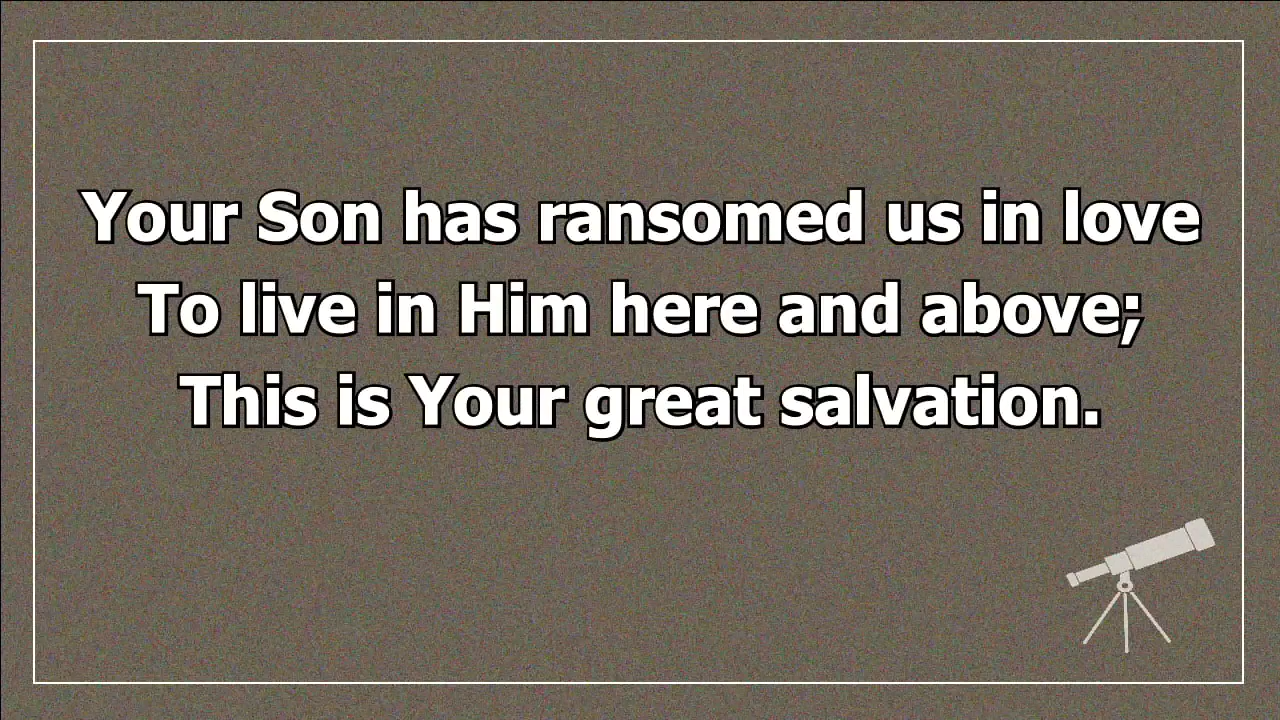 Your Son has ransomed us in love
To live in Him here and above;
This is Your great salvation.